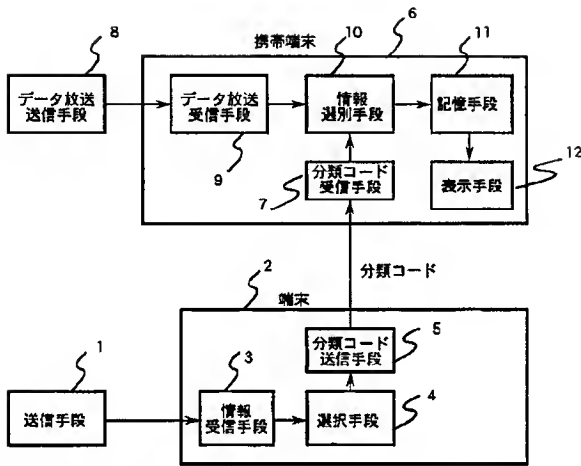 8
6
10
11
携帯端末
データ放送
送信手段
データ放送
受信手段
情報
選別手段
記憶手段
9
7
分類コード
受信手段
表示手段
12
分類コード
2
端末
5
分類コード
送信手段
1
3
送信手段
情報
受信手段
選択手段
4